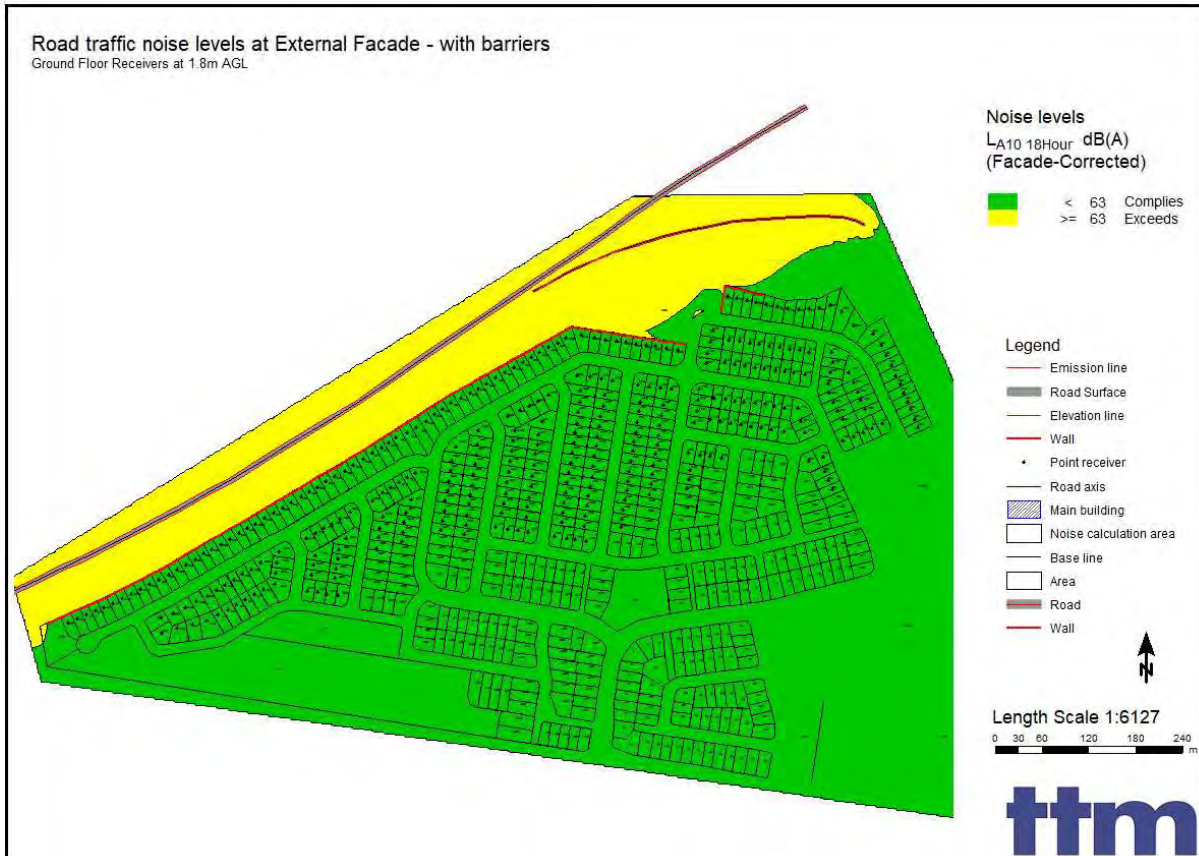 Road traffic noise levels at External Facade - with barriers
Ground Floor Receivers at 1.8m AGL
Noise levels
LA10 18Hour dB(A)
(Facade-Corrected)
< 63 Complies
>= 63 Exceeds
Legend
Emission line
Road Surface
Elevation line
Wall
Point receiver
Road axis
Main building
Noise calculation area
Base line
Area
Road
Wall
N
Length Scale 1:6127
0 30 60 120 180 240
m
ttm